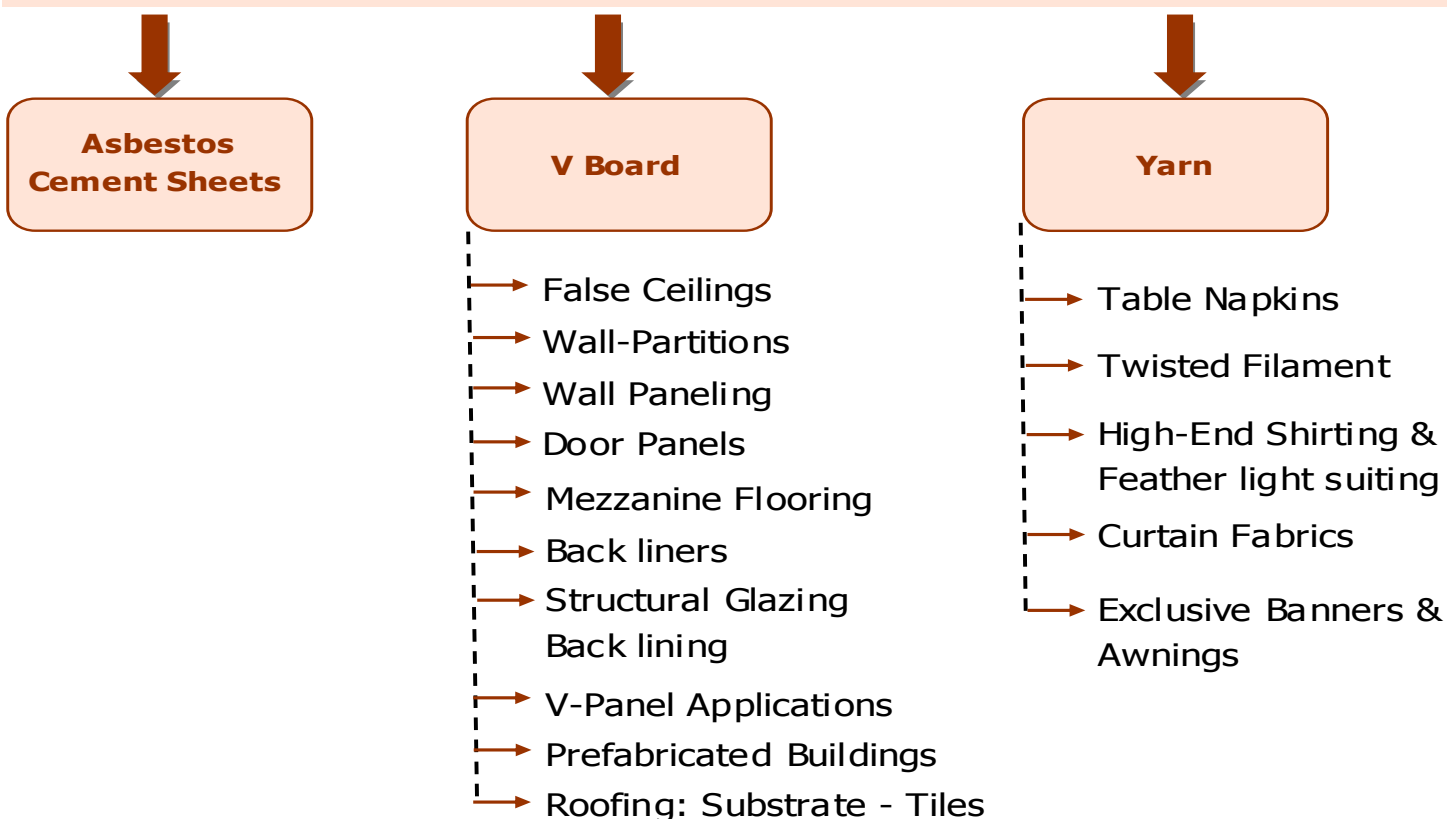 Asbestos
Cement Sheets
V Board
False Ceilings
Wall-Partitions
Wall Paneling
Door Panels
Mezzanine Flooring
Back liners
Structural Glazing
Back lining
V-Panel Applications
Prefabricated Buildings
Roofing: Substrate - Tiles
Yarn
Table Napkins
Twisted Filament
High-End Shirting &
Feather light suiting
Curtain Fabrics
Exclusive Banners &
Awnings